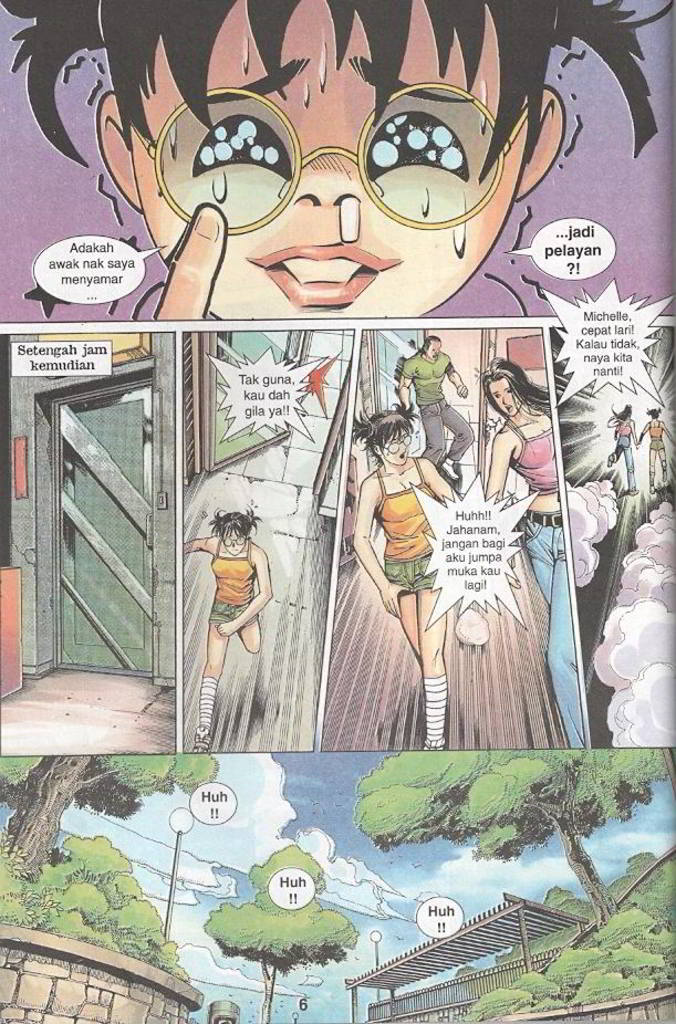 Adakah
awak nak saya
menyamar
...
...jadi
pelayan
?!
Setengah jam
kemudian
Tak guna,
kau dah
gila ya!!
Huhh!!
Jahanam,
jangan bagi
aku jumpa
muka kau
lagi!
Michelle,
cepat lari!
Kalau tidak,
naya kita
nanti!
Huh
!!
Huh
!!
Huh
!!
6